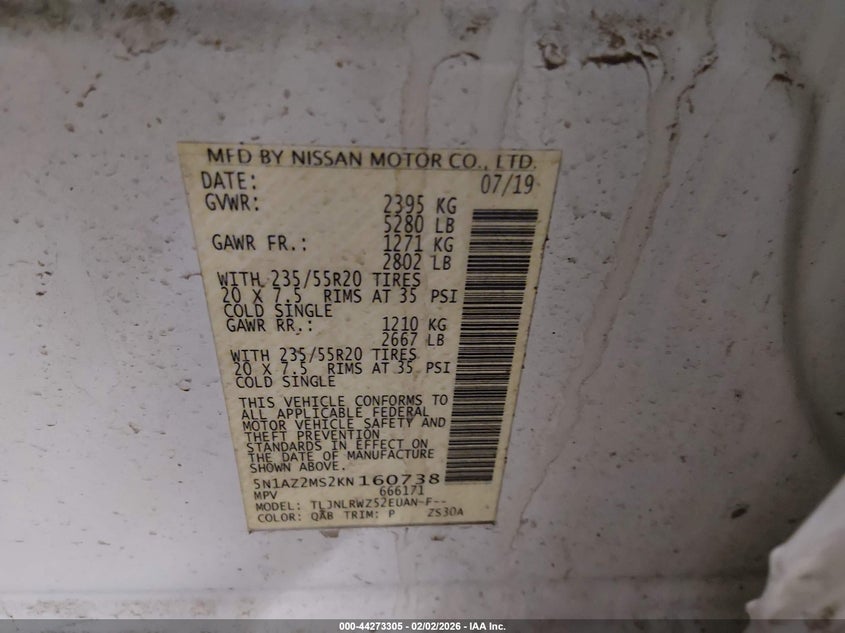 MFD BY NISSAN MOTOR CO., LTD.
DATE: 07/19
GVWR: 2395 KG
5280 LB
GAWR FR.: 1271 KG
2802 LB
WITH 235/55R20 TIRES
20 X 7.5 RIMS AT 35 PSI
COLD SINGLE
GAWR RR.: 1210 KG
2667 LB
WITH 235/55R20 TIRES
20 X 7.5 RIMS AT 35 PSI
COLD SINGLE
THIS VEHICLE CONFORMS TO
ALL APPLICABLE FEDERAL
MOTOR VEHICLE SAFETY AND
THEFT PREVENTION
STANDARDS IN EFFECT ON
THE DATE OF MANUFACTURE
SHOWN ABOVE.
5N1AZ2MS2KN160738
MPV 666171
MODEL: TLJNLRWZ52EUAN-F--
COLOR: QAB TRIM: P ZS30A
000-44273305 - 02/02/2026 - IAA Inc.